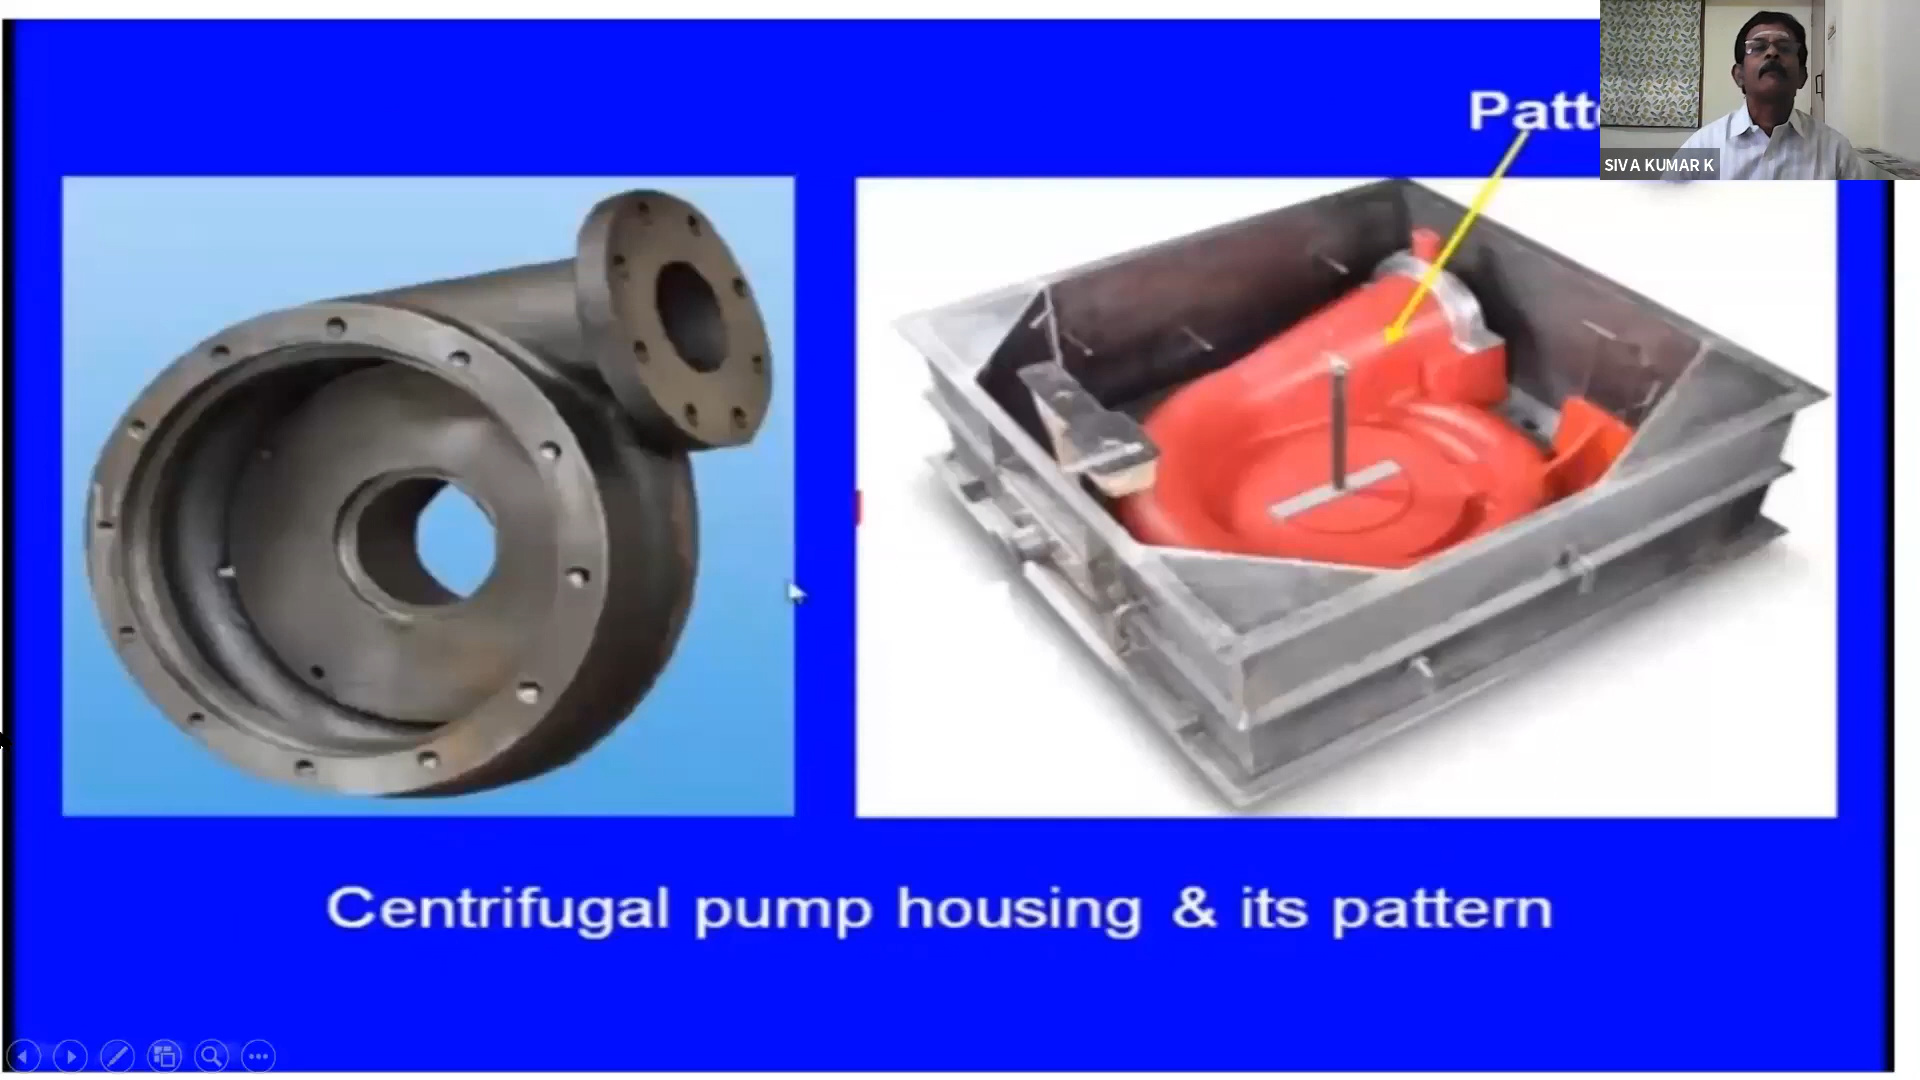 Patt
SIVA KUMAR K
Centrifugal pump housing & its pattern